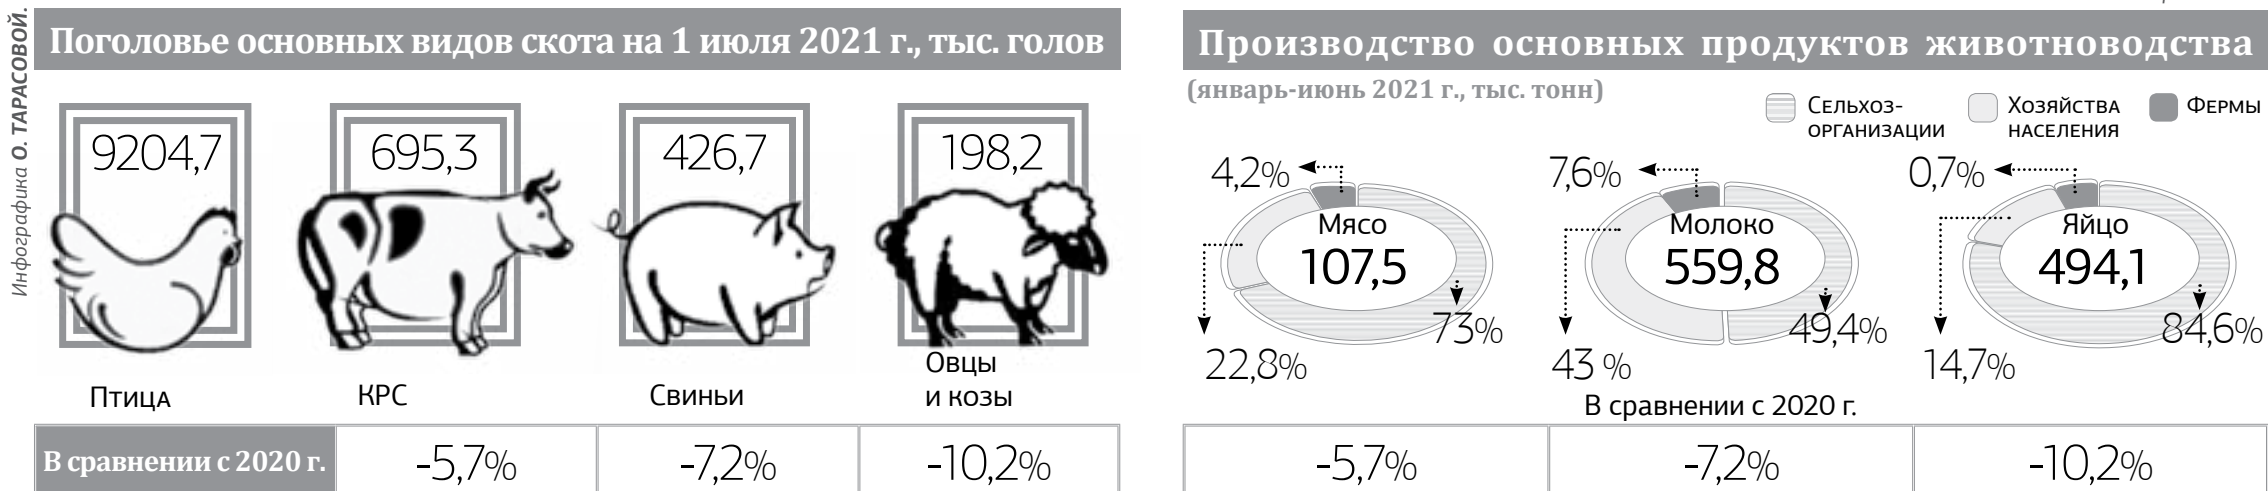 Инфографика О. ТАРАСОВОЙ.
Поголовье основных видов скота на 1 июля 2021 г., тыс. голов
9204,7
695,3
426,7
198,2
Птица
КРС
Свиньи
Овцы
и козы
В сравнении с 2020 г.
-5,7%
-7,2%
-10,2%
Производство основных продуктов животноводства
(январь-июнь 2021 г., тыс. тонн)
Сельхоз-
организации
Хозяйства
населения
Фермы
4,2%
Мясо
107,5
73%
22,8%
7,6%
Молоко
559,8
49,4%
43 %
0,7%
Яйцо
494,1
84,6%
14,7%
В сравнении с 2020 г.
-5,7%
-7,2%
-10,2%